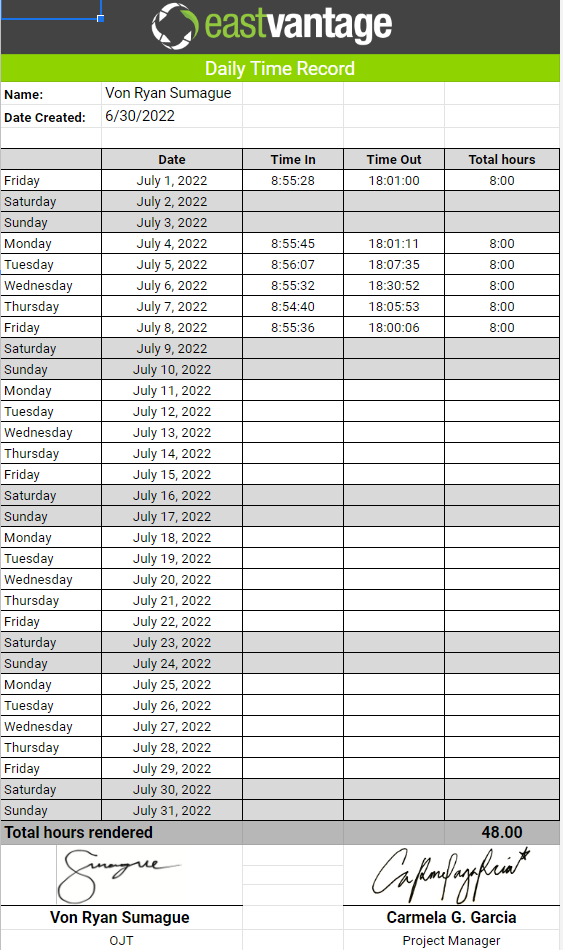 eastvantage
Daily Time Record
Name: Von Ryan Sumague
Date Created: 6/30/2022
Date Time In Time Out Total hours
Friday July 1, 2022 8:55:28 18:01:00 8:00
Saturday July 2, 2022
Sunday July 3, 2022
Monday July 4, 2022 8:55:45 18:01:11 8:00
Tuesday July 5, 2022 8:56:07 18:07:35 8:00
Wednesday July 6, 2022 8:55:32 18:30:52 8:00
Thursday July 7, 2022 8:54:40 18:05:53 8:00
Friday July 8, 2022 8:55:36 18:00:06 8:00
Saturday July 9, 2022
Sunday July 10, 2022
Monday July 11, 2022
Tuesday July 12, 2022
Wednesday July 13, 2022
Thursday July 14, 2022
Friday July 15, 2022
Saturday July 16, 2022
Sunday July 17, 2022
Monday July 18, 2022
Tuesday July 19, 2022
Wednesday July 20, 2022
Thursday July 21, 2022
Friday July 22, 2022
Saturday July 23, 2022
Sunday July 24, 2022
Monday July 25, 2022
Tuesday July 26, 2022
Wednesday July 27, 2022
Thursday July 28, 2022
Friday July 29, 2022
Saturday July 30, 2022
Sunday July 31, 2022
Total hours rendered 48.00
Sumague
Von Ryan Sumague Carmela G. Garcia
OJT Project Manager